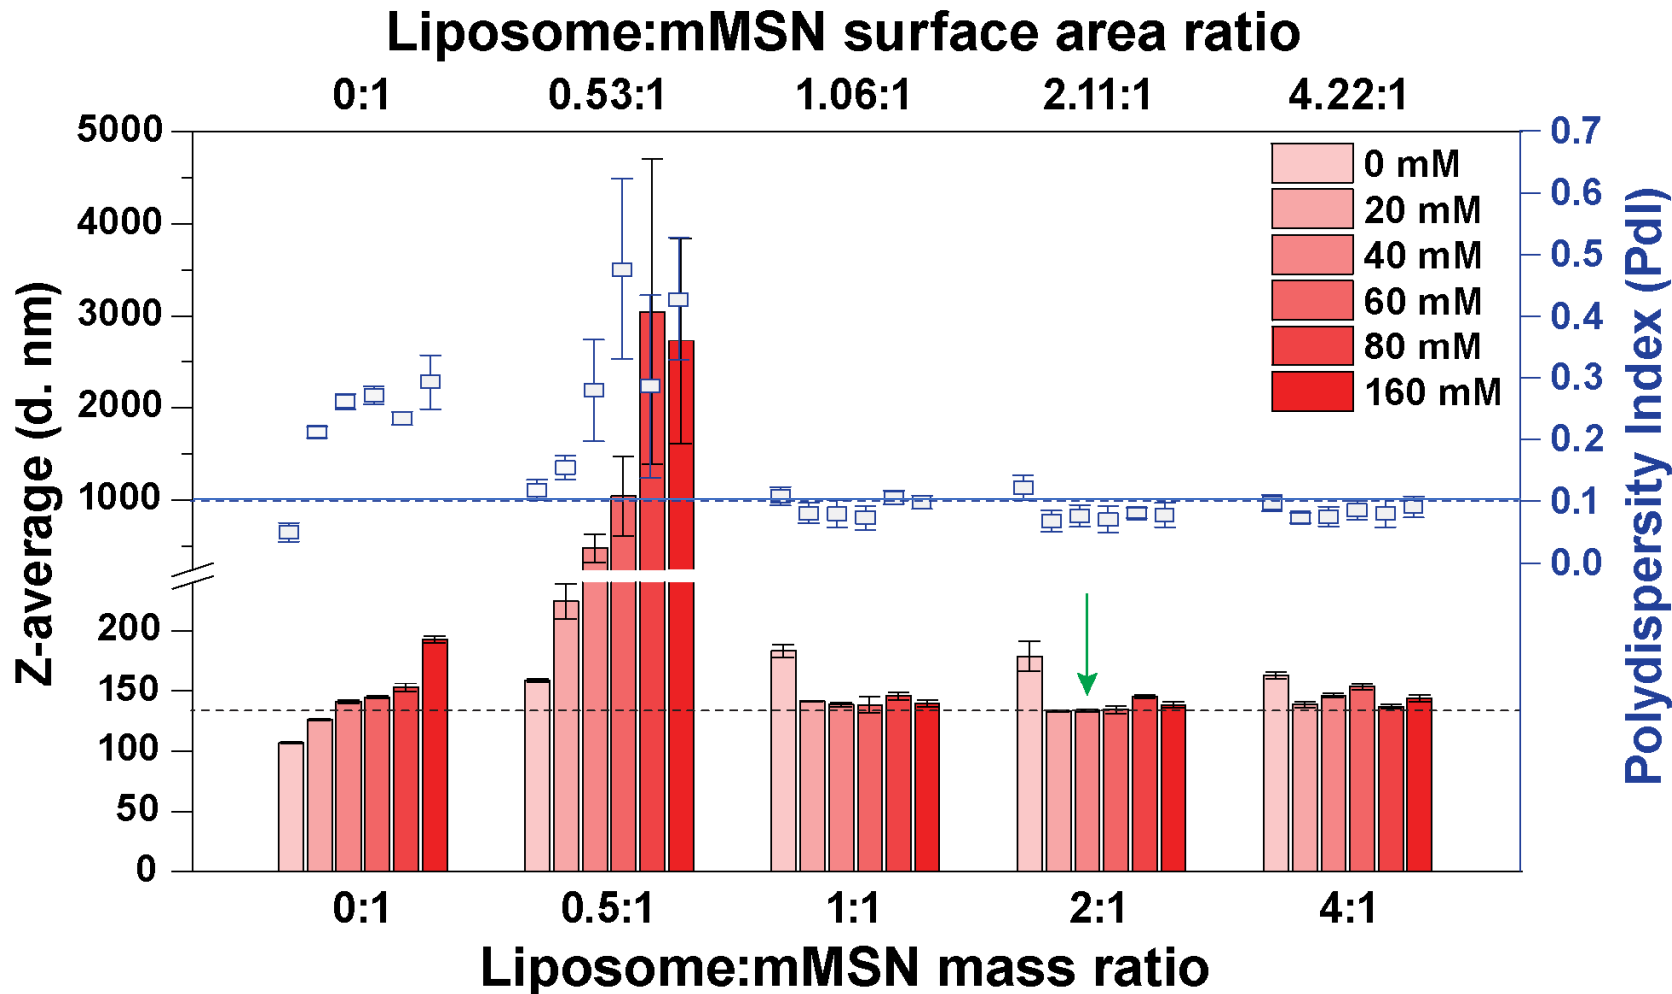 Liposome:mMSN surface area ratio
0:1 0.53:1 1.06:1 2.11:1 4.22:1
Z-average (d. nm)
5000
4000
3000
2000
1000
200
150
100
50
0
0 mM
20 mM
40 mM
60 mM
80 mM
160 mM
0.7
0.6
0.5
0.4
0.3
0.2
0.1
0.0
Polydispersity Index (PdI)
0:1 0.5:1 1:1 2:1 4:1
Liposome:mMSN mass ratio